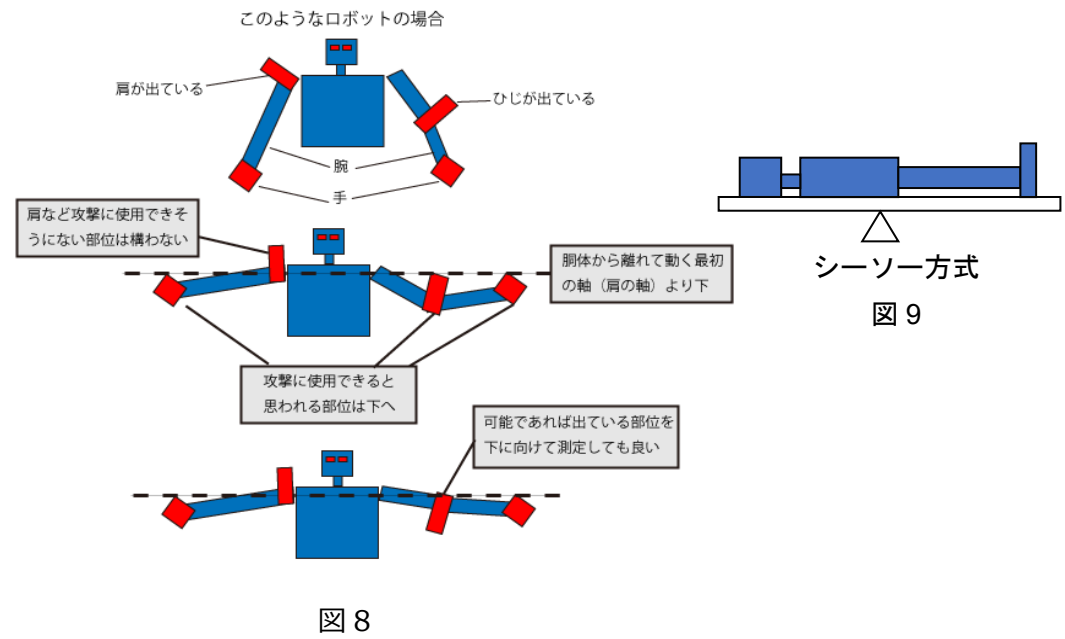 このようなロボットの場合
肩が出ている
ひじが出ている
腕
手
肩など攻撃に使用できそ
うにない部位は構わない
胴体から離れて動く最初
の軸（肩の軸）より下
攻撃に使用できると
思われる部位は下へ
可能であれば出ている部位を
下に向けて測定しても良い
図８
シーソー方式
図９